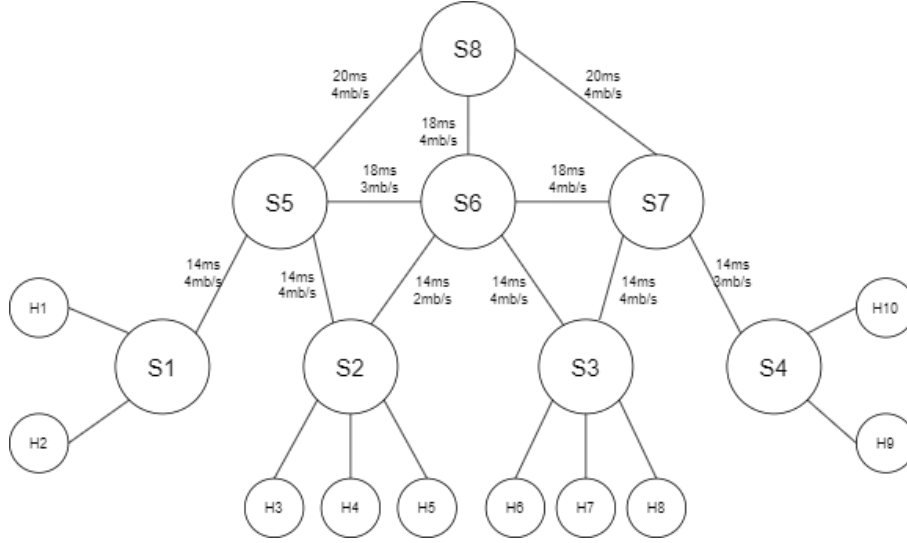 S8
20ms
4mb/s
20ms
4mb/s
18ms
4mb/s
18ms
3mb/s
18ms
4mb/s
S5
S6
S7
14ms
4mb/s
14ms
4mb/s
14ms
2mb/s
14ms
4mb/s
14ms
4mb/s
14ms
3mb/s
H1
H10
S1
S2
S3
S4
H2
H9
H3
H4
H5
H6
H7
H8